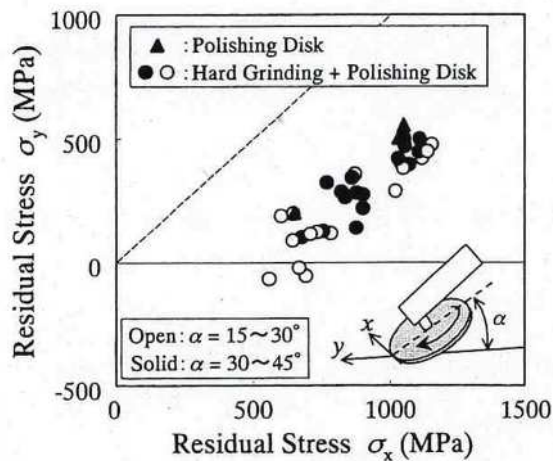 1000
▲ : Polishing Disk
● ○ : Hard Grinding + Polishing Disk
500
0
-500
Residual Stress σy (MPa)
Open : α = 15～30°
Solid : α = 30～45°
x
y
α
0
500
1000
1500
Residual Stress σx (MPa)